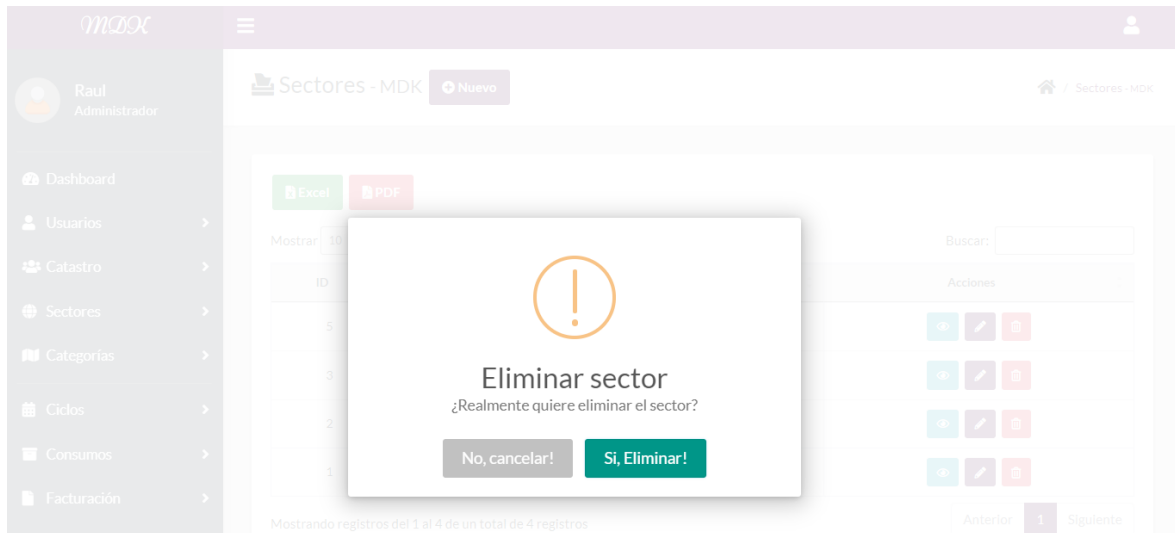 MDK
Raul
Administrador
Sectores - MDK
Nuevo
/ Sectores - MDK
Dashboard
Usuarios
Catastro
Sectores
Categorias
Ciclos
Consumos
Facturación
Excel
PDF
Mostrar 10
Buscar:
ID
Acciones
5
3
2
1
Eliminar sector
¿Realmente quiere eliminar el sector?
No, cancelar!
Si, Eliminar!
Mostrando registros del 1 al 4 de un total de 4 registros
Anterior 1 Siguiente